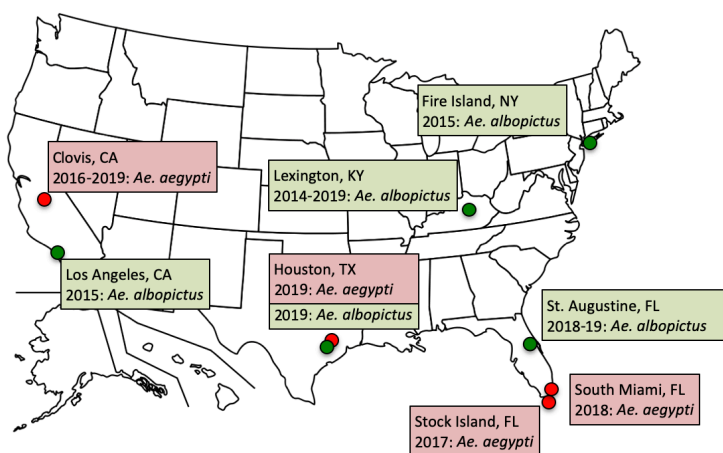 Fire Island, NY
2015: Ae. albopictus
Clovis, CA
2016-2019: Ae. aegypti
Lexington, KY
2014-2019: Ae. albopictus
Los Angeles, CA
2015: Ae. albopictus
Houston, TX
2019: Ae. aegypti
2019: Ae. albopictus
St. Augustine, FL
2018-19: Ae. albopictus
South Miami, FL
2018: Ae. aegypti
Stock Island, FL
2017: Ae. aegypti